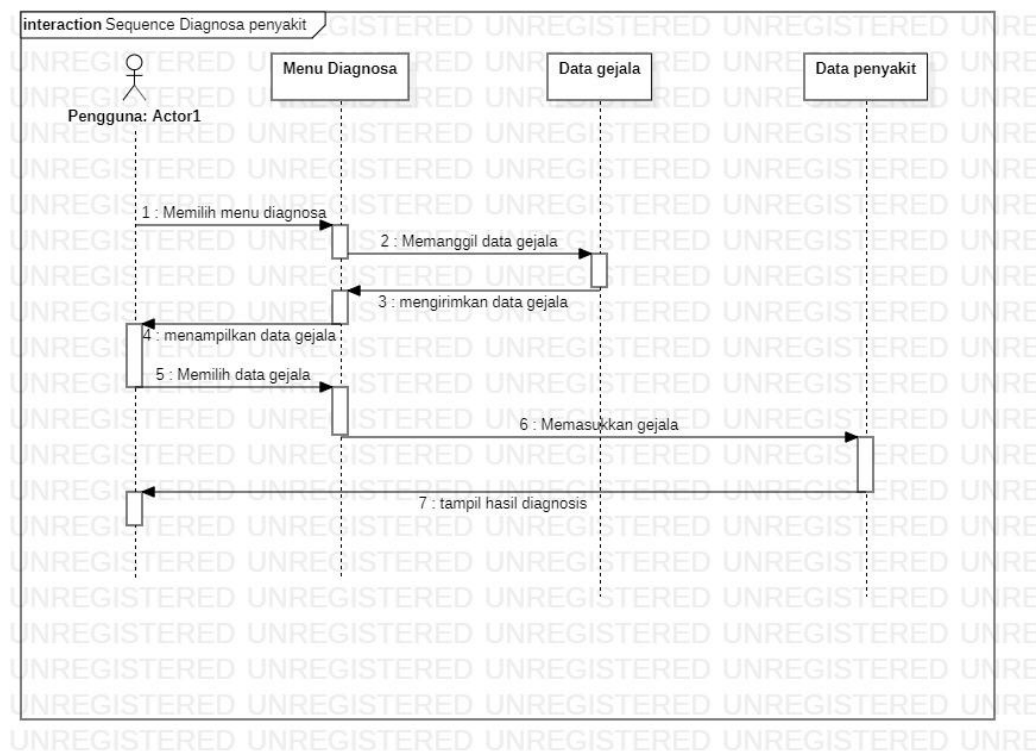 interaction Sequence Diagnosa penyakit
Menu Diagnosa
Data gejala
Data penyakit
Pengguna: Actor1
1 : Memilih menu diagnosa
2 : Memanggil data gejala
3 : mengirimkan data gejala
4 : menampilkan data gejala
5 : Memilih data gejala
6 : Memasukkan gejala
7 : tampil hasil diagnosis
UNREGISTERED